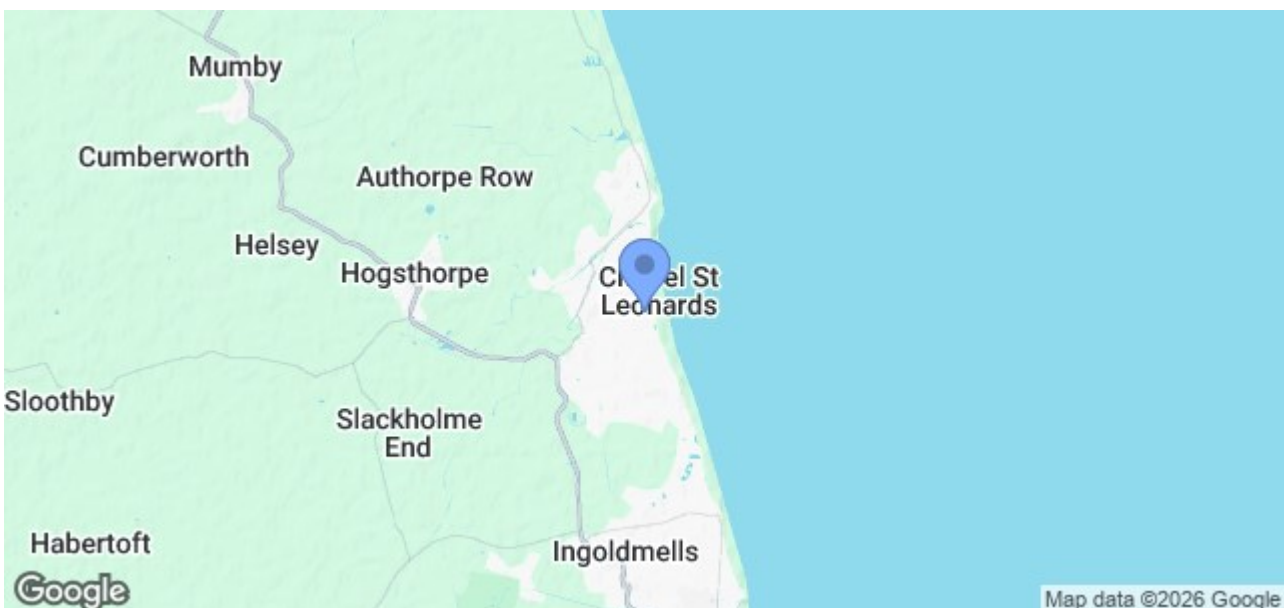 Mumby
Cumberworth
Authorpe Row
Helsey
Hogsthorpe
St
Leonards
Sloothby
Slackholme
End
Habertoft
Ingoldmells
Google
Map data ©2026 Google